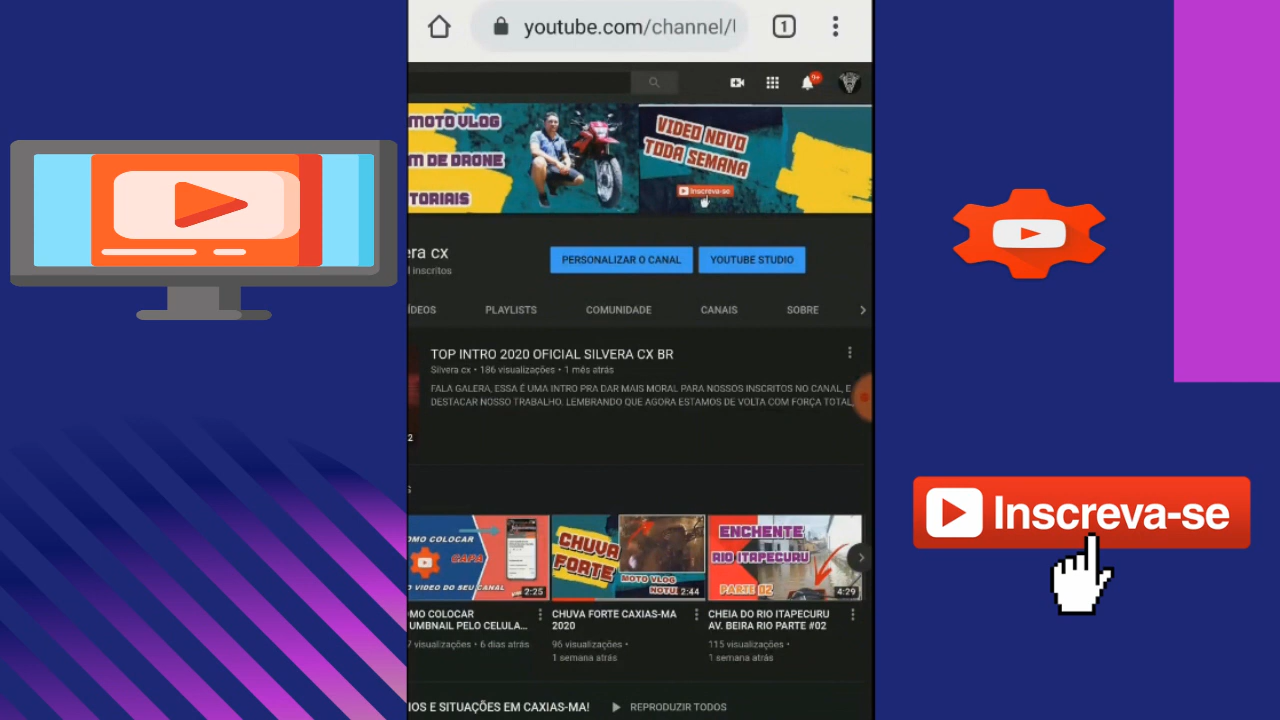 youtube.com/channel/
1
9+
MOTO VLOG
M DE DRONE
TORIAIS
VIDEO NOVO
TODA SEMANA
Inscreva-se
era cx
inscritos
PERSONALIZAR O CANAL
YOUTUBE STUDIO
ÍDEOS
PLAYLISTS
COMUNIDADE
CANAIS
SOBRE
TOP INTRO 2020 OFICIAL SILVERA CX BR
Silvera cx • 186 visualizações • 1 mês atrás
FALA GALERA, ESSA É UMA INTRO PRA DAR MAIS MORAL PARA NOSSOS INSCRITOS NO CANAL, E
DESTACAR NOSSO TRABALHO. LEMBRANDO QUE AGORA ESTAMOS DE VOLTA COM FORÇA TOTAL,
2
s
Inscreva-se
OMO COLOCAR
CAPA
O VIDEO DO SEU CANAL
2:25
CHUVA
FORTE
MOTO VLOG
2:44
ENCHENTE
RIO ITAPECURU
PARTE 02
4:29
OMO COLOCAR
UMBNAIL PELO CELULA...
7 visualizações • 6 dias atrás
CHUVA FORTE CAXIAS-MA
2020
96 visualizações •
1 semana atrás
CHEIA DO RIO ITAPECURU
AV. BEIRA RIO PARTE #02
115 visualizações •
1 semana atrás
IOS E SITUAÇÕES EM CAXIAS-MA!
REPRODUZIR TODOS